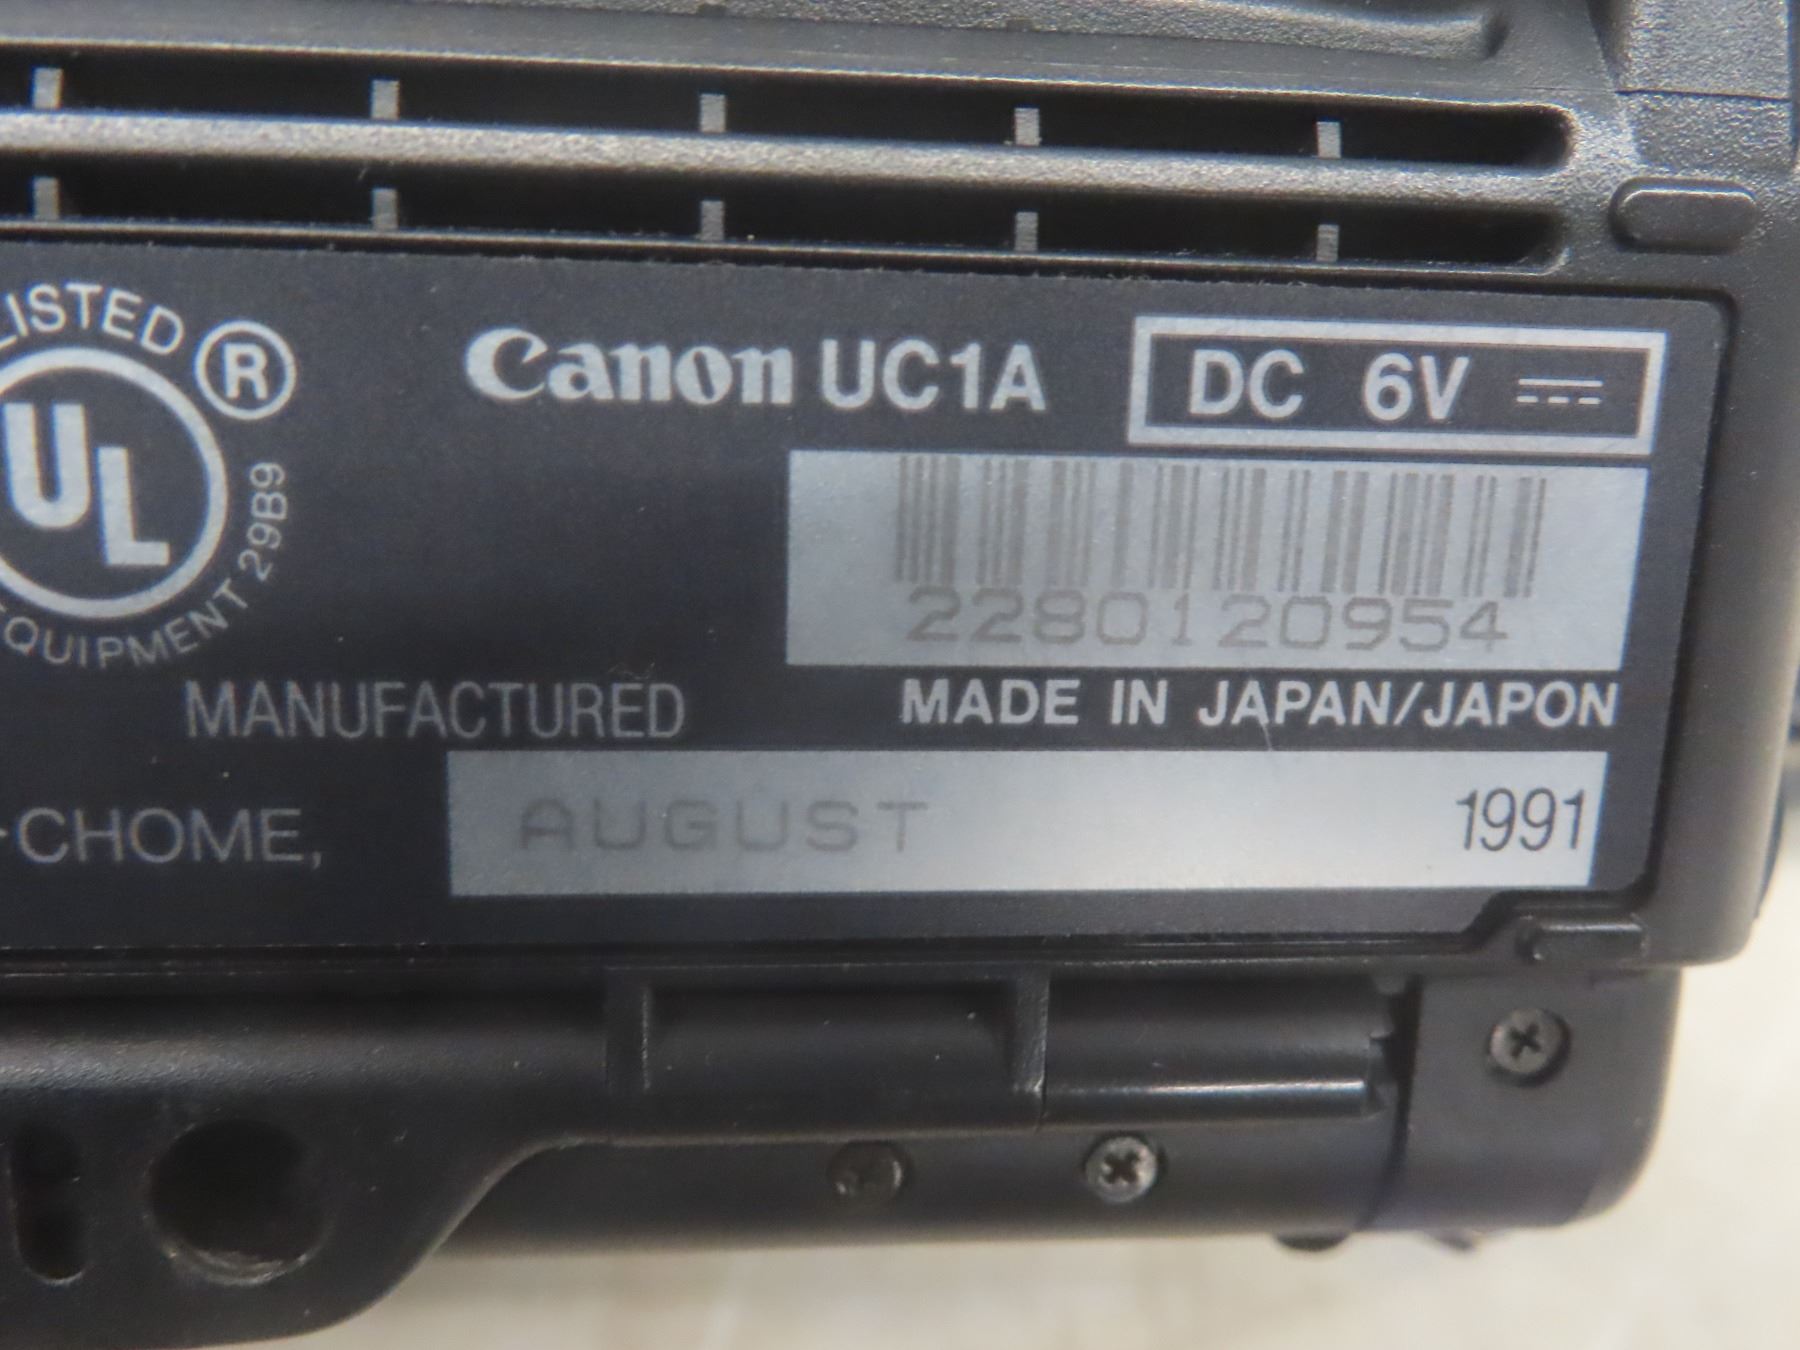 LISTED ®
UL
EQUIPMENT 29B9
Canon UC1A
DC 6V
2280120954
MANUFACTURED
MADE IN JAPAN/JAPON
-CHOME,
AUGUST 1991